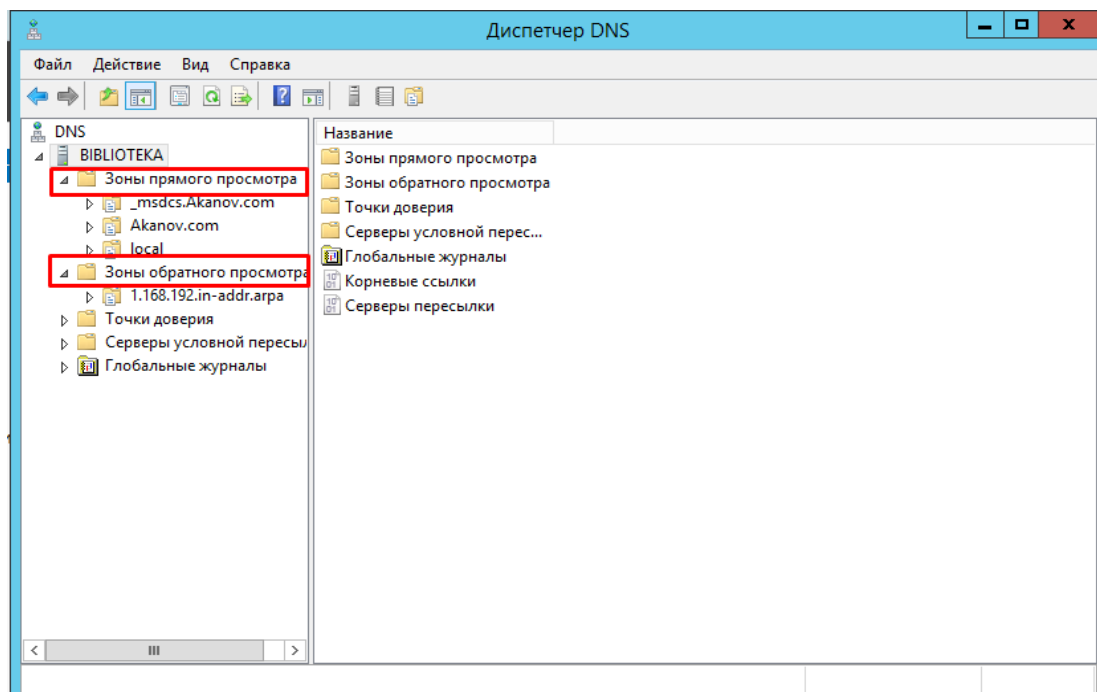 Диспетчер DNS
Файл Действие Вид Справка
DNS
BIBLIOTEKA
Зоны прямого просмотра
_msdcs.Akanov.com
Akanov.com
local
Зоны обратного просмотра
1.168.192.in-addr.arpa
Точки доверия
Серверы условной пересыл
Глобальные журналы
Название
Зоны прямого просмотра
Зоны обратного просмотра
Точки доверия
Серверы условной перес...
Глобальные журналы
Корневые ссылки
Серверы пересылки